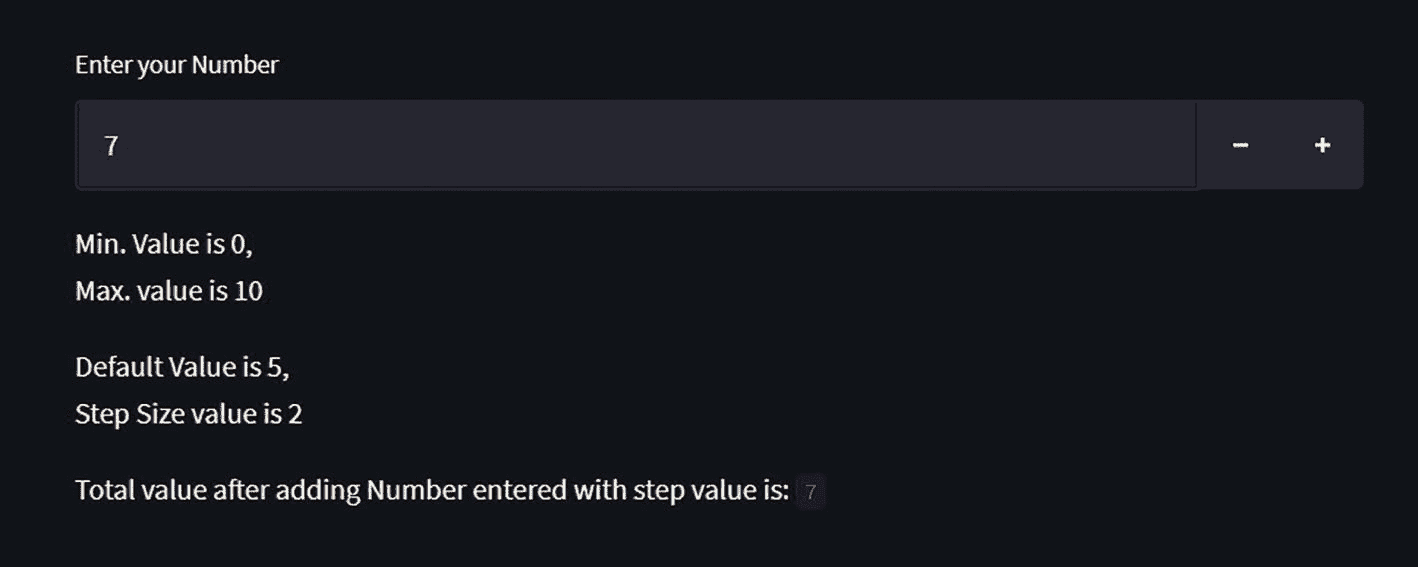 Enter your Number
7 − +
Min. Value is 0,
Max. value is 10
Default Value is 5,
Step Size value is 2
Total value after adding Number entered with step value is: 7